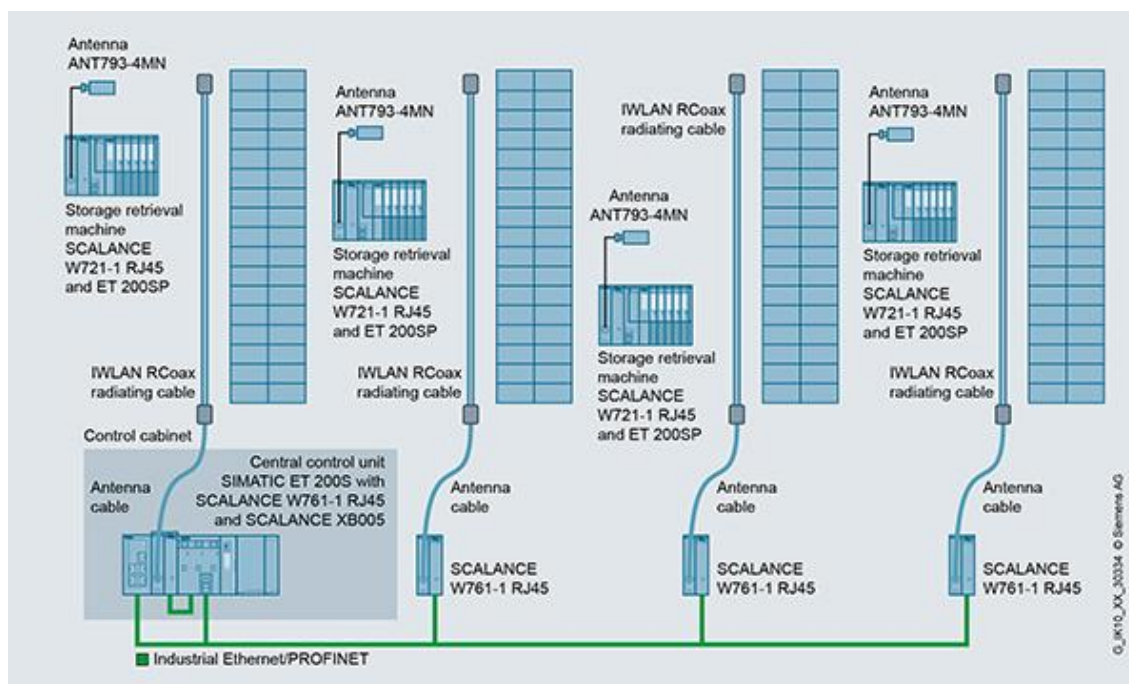 Antenna
ANT793-4MN
Storage retrieval
machine
SCALANCE
W721-1 RJ45
and ET 200SP
IWLAN RCoax
radiating cable
Antenna
ANT793-4MN
Storage retrieval
machine
SCALANCE
W721-1 RJ45
and ET 200SP
IWLAN RCoax
radiating cable
IWLAN RCoax
radiating cable
Antenna
ANT793-4MN
Storage retrieval
machine
SCALANCE
W721-1 RJ45
and ET 200SP
Antenna
ANT793-4MN
Storage retrieval
machine
SCALANCE
W721-1 RJ45
and ET 200SP
IWLAN RCoax
radiating cable
Control cabinet
Central control unit
SIMATIC ET 200S with
SCALANCE W761-1 RJ45
and SCALANCE XB005
Antenna
cable
Antenna
cable
SCALANCE
W761-1 RJ45
Antenna
cable
SCALANCE
W761-1 RJ45
Antenna
cable
SCALANCE
W761-1 RJ45
Industrial Ethernet/PROFINET
G_IK10_XX_30334 © Siemens AG